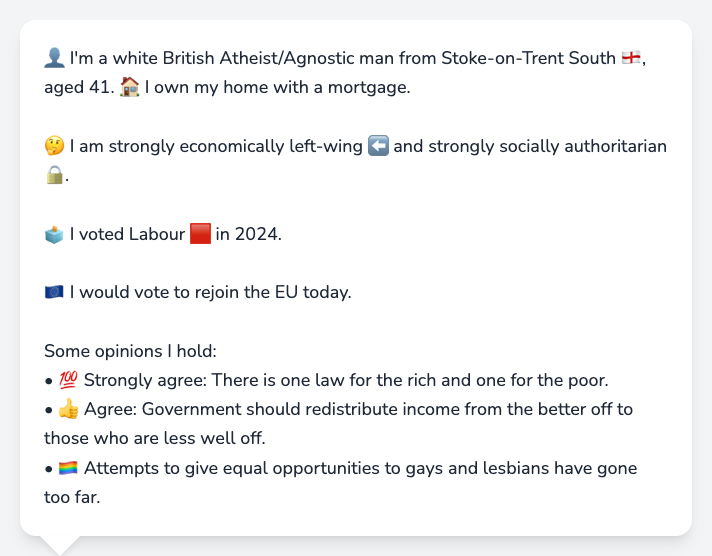 👤 I'm a white British Atheist/Agnostic man from Stoke-on-Trent South 🏴󠁧󠁢󠁥󠁮󠁧󠁿,
aged 41. 🏠 I own my home with a mortgage.
🤔 I am strongly economically left-wing ⬅️ and strongly socially authoritarian
🔒.
🗳️ I voted Labour 🟥 in 2024.
🇪🇺 I would vote to rejoin the EU today.
Some opinions I hold:
• 💯 Strongly agree: There is one law for the rich and one for the poor.
• 👍 Agree: Government should redistribute income from the better off to
those who are less well off.
• 🏳️‍🌈 Attempts to give equal opportunities to gays and lesbians have gone
too far.